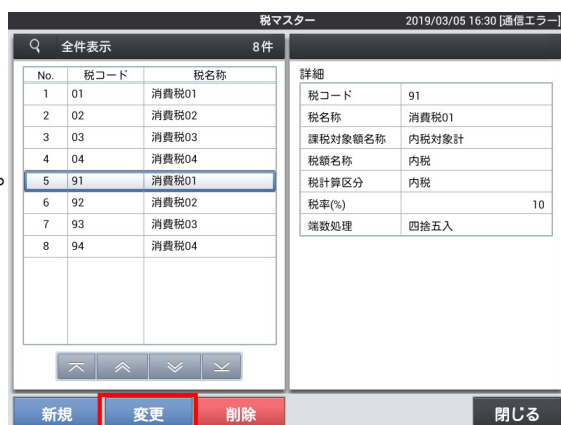 税マスター 2019/03/05 16:30 [通信エラー]
全件表示 8件
No. 税コード 税名称
1 01 消費税01
2 02 消費税02
3 03 消費税03
4 04 消費税04
5 91 消費税01
6 92 消費税02
7 93 消費税03
8 94 消費税04
詳細
税コード 91
税名称 消費税01
課税対象額名称 内税対象計
税額名称 内税
税計算区分 内税
税率(%) 10
端数処理 四捨五入
新規 変更 削除 閉じる